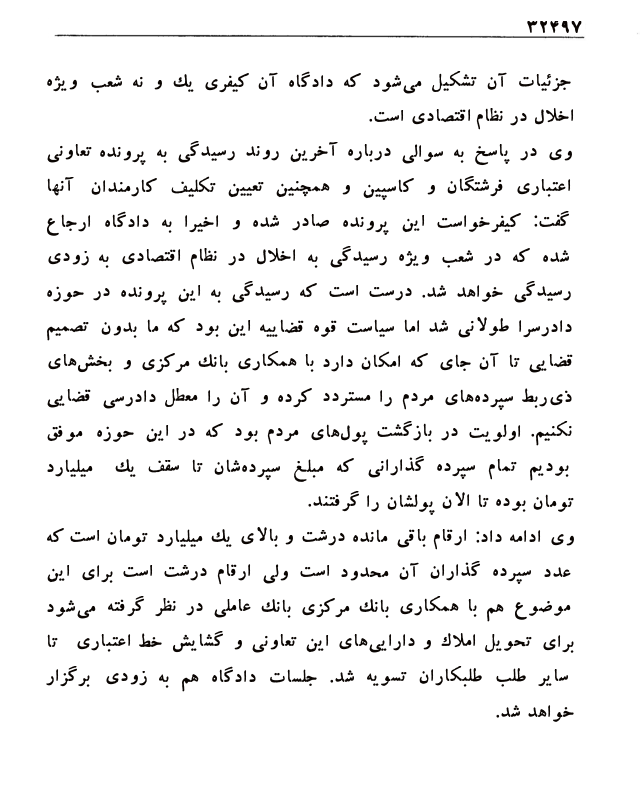 ۳۲۴۹۷
جزئیات آن تشکیل می‌شود که دادگاه آن کیفری یك و نه شعب ویژه
اخلال در نظام اقتصادی است.
وی در پاسخ به سوالی درباره آخرین روند رسیدگی به پرونده تعاونی
اعتباری فرشتگان و کاسپین و همچنین تعیین تکلیف کارمندان آنها
گفت: کیفرخواست این پرونده صادر شده و اخیرا به دادگاه ارجاع
شده که در شعب ویژه رسیدگی به اخلال در نظام اقتصادی به زودی
رسیدگی خواهد شد. درست است که رسیدگی به این پرونده در حوزه
دادرسرا طولانی شد اما سیاست قوه قضاییه این بود که ما بدون تصمیم
قضایی تا آن جای که امکان دارد با همکاری بانك مرکزی و بخش‌های
ذی‌ربط سپرده‌های مردم را مستردد کرده و آن را معطل دادرسی قضایی
نکنیم. اولویت در بازگشت پول‌های مردم بود که در این حوزه موفق
بودیم تمام سپرده گذارانی که مبلغ سپرده‌شان تا سقف یك میلیارد
تومان بوده تا الان پولشان را گرفتند.
وی ادامه داد: ارقام باقی مانده درشت و بالای یك میلیارد تومان است که
عدد سپرده گذاران آن محدود است ولی ارقام درشت است برای این
موضوع هم با همکاری بانك مرکزی بانك عاملی در نظر گرفته می‌شود
برای تحویل املاك و دارایی‌های این تعاونی و گشایش خط اعتباری تا
سایر طلب طلبکاران تسویه شد. جلسات دادگاه هم به زودی برگزار
خواهد شد.